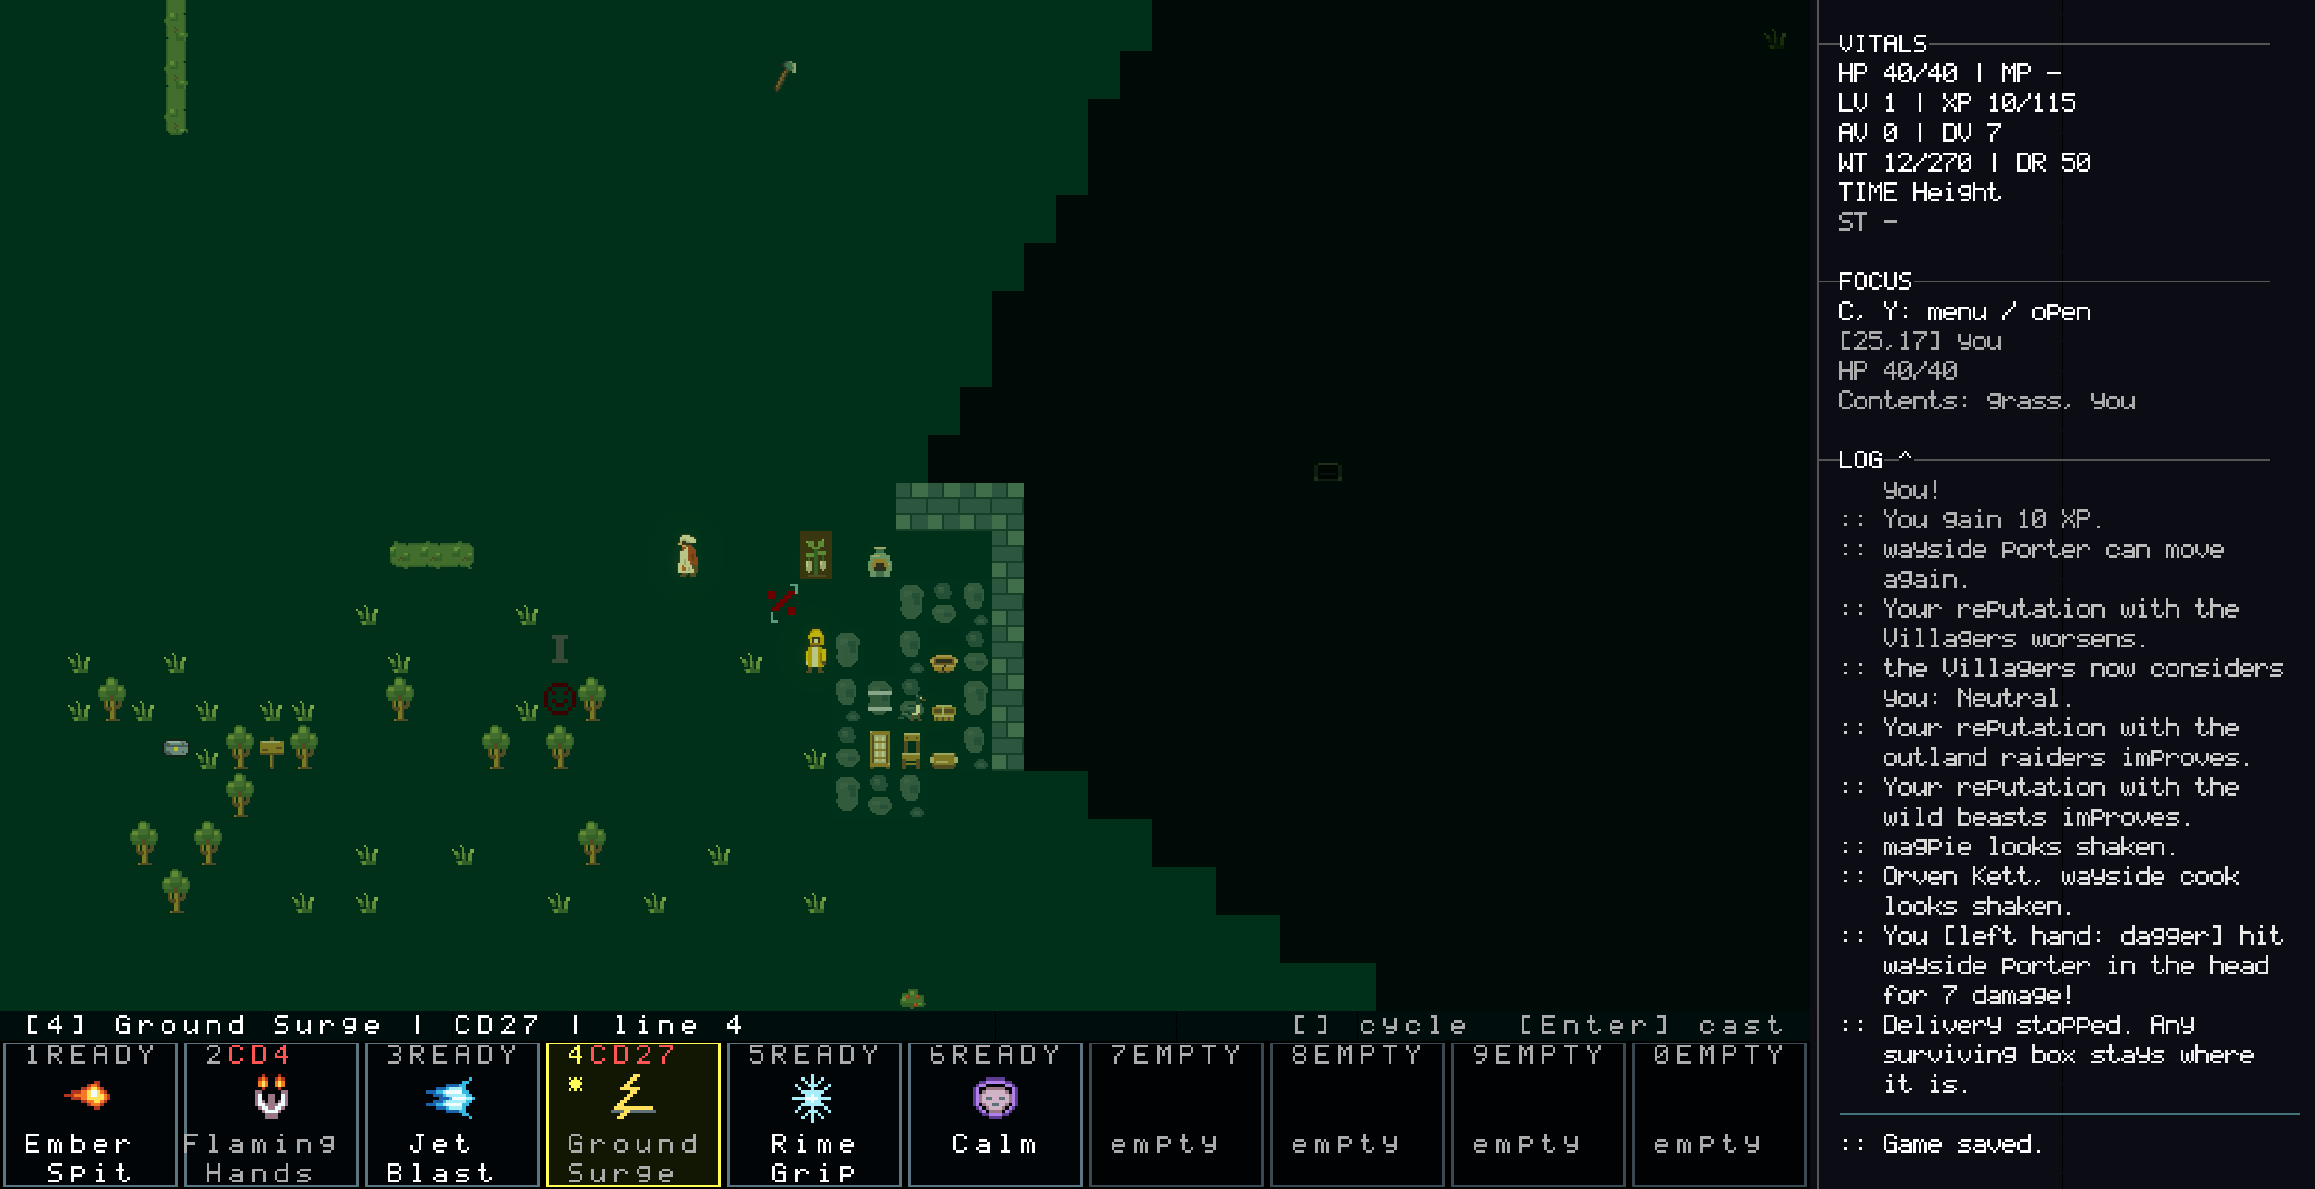 VITALS
HP 40/40 | MP -
LV 1 | XP 10/115
AV 0 | DV 7
WT 12/270 | DR 50
TIME Height
ST -
FOCUS
C, Y: menu / open
[25,17] you
HP 40/40
Contents: grass, you
LOG ^
you!
:: You gain 10 XP.
:: wayside porter can move
again.
:: Your reputation with the
Villagers worsens.
:: the Villagers now considers
you: Neutral.
:: Your reputation with the
outland raiders improves.
:: Your reputation with the
wild beasts improves.
:: magpie looks shaken.
:: Orven Kett, wayside cook
looks shaken.
:: You [left hand: dagger] hit
wayside porter in the head
for 7 damage!
:: Delivery stopped. Any
surviving box stays where
it is.
:: Game saved.
[4] Ground Surge | CD27 | line 4
[] cycle [Enter] cast
1READY
Ember
Spit
2CD4
Flaming
Hands
3READY
Jet
Blast
4CD27
Ground
Surge
5READY
Rime
Grip
6READY
Calm
7EMPTY
empty
8EMPTY
empty
9EMPTY
empty
0EMPTY
empty